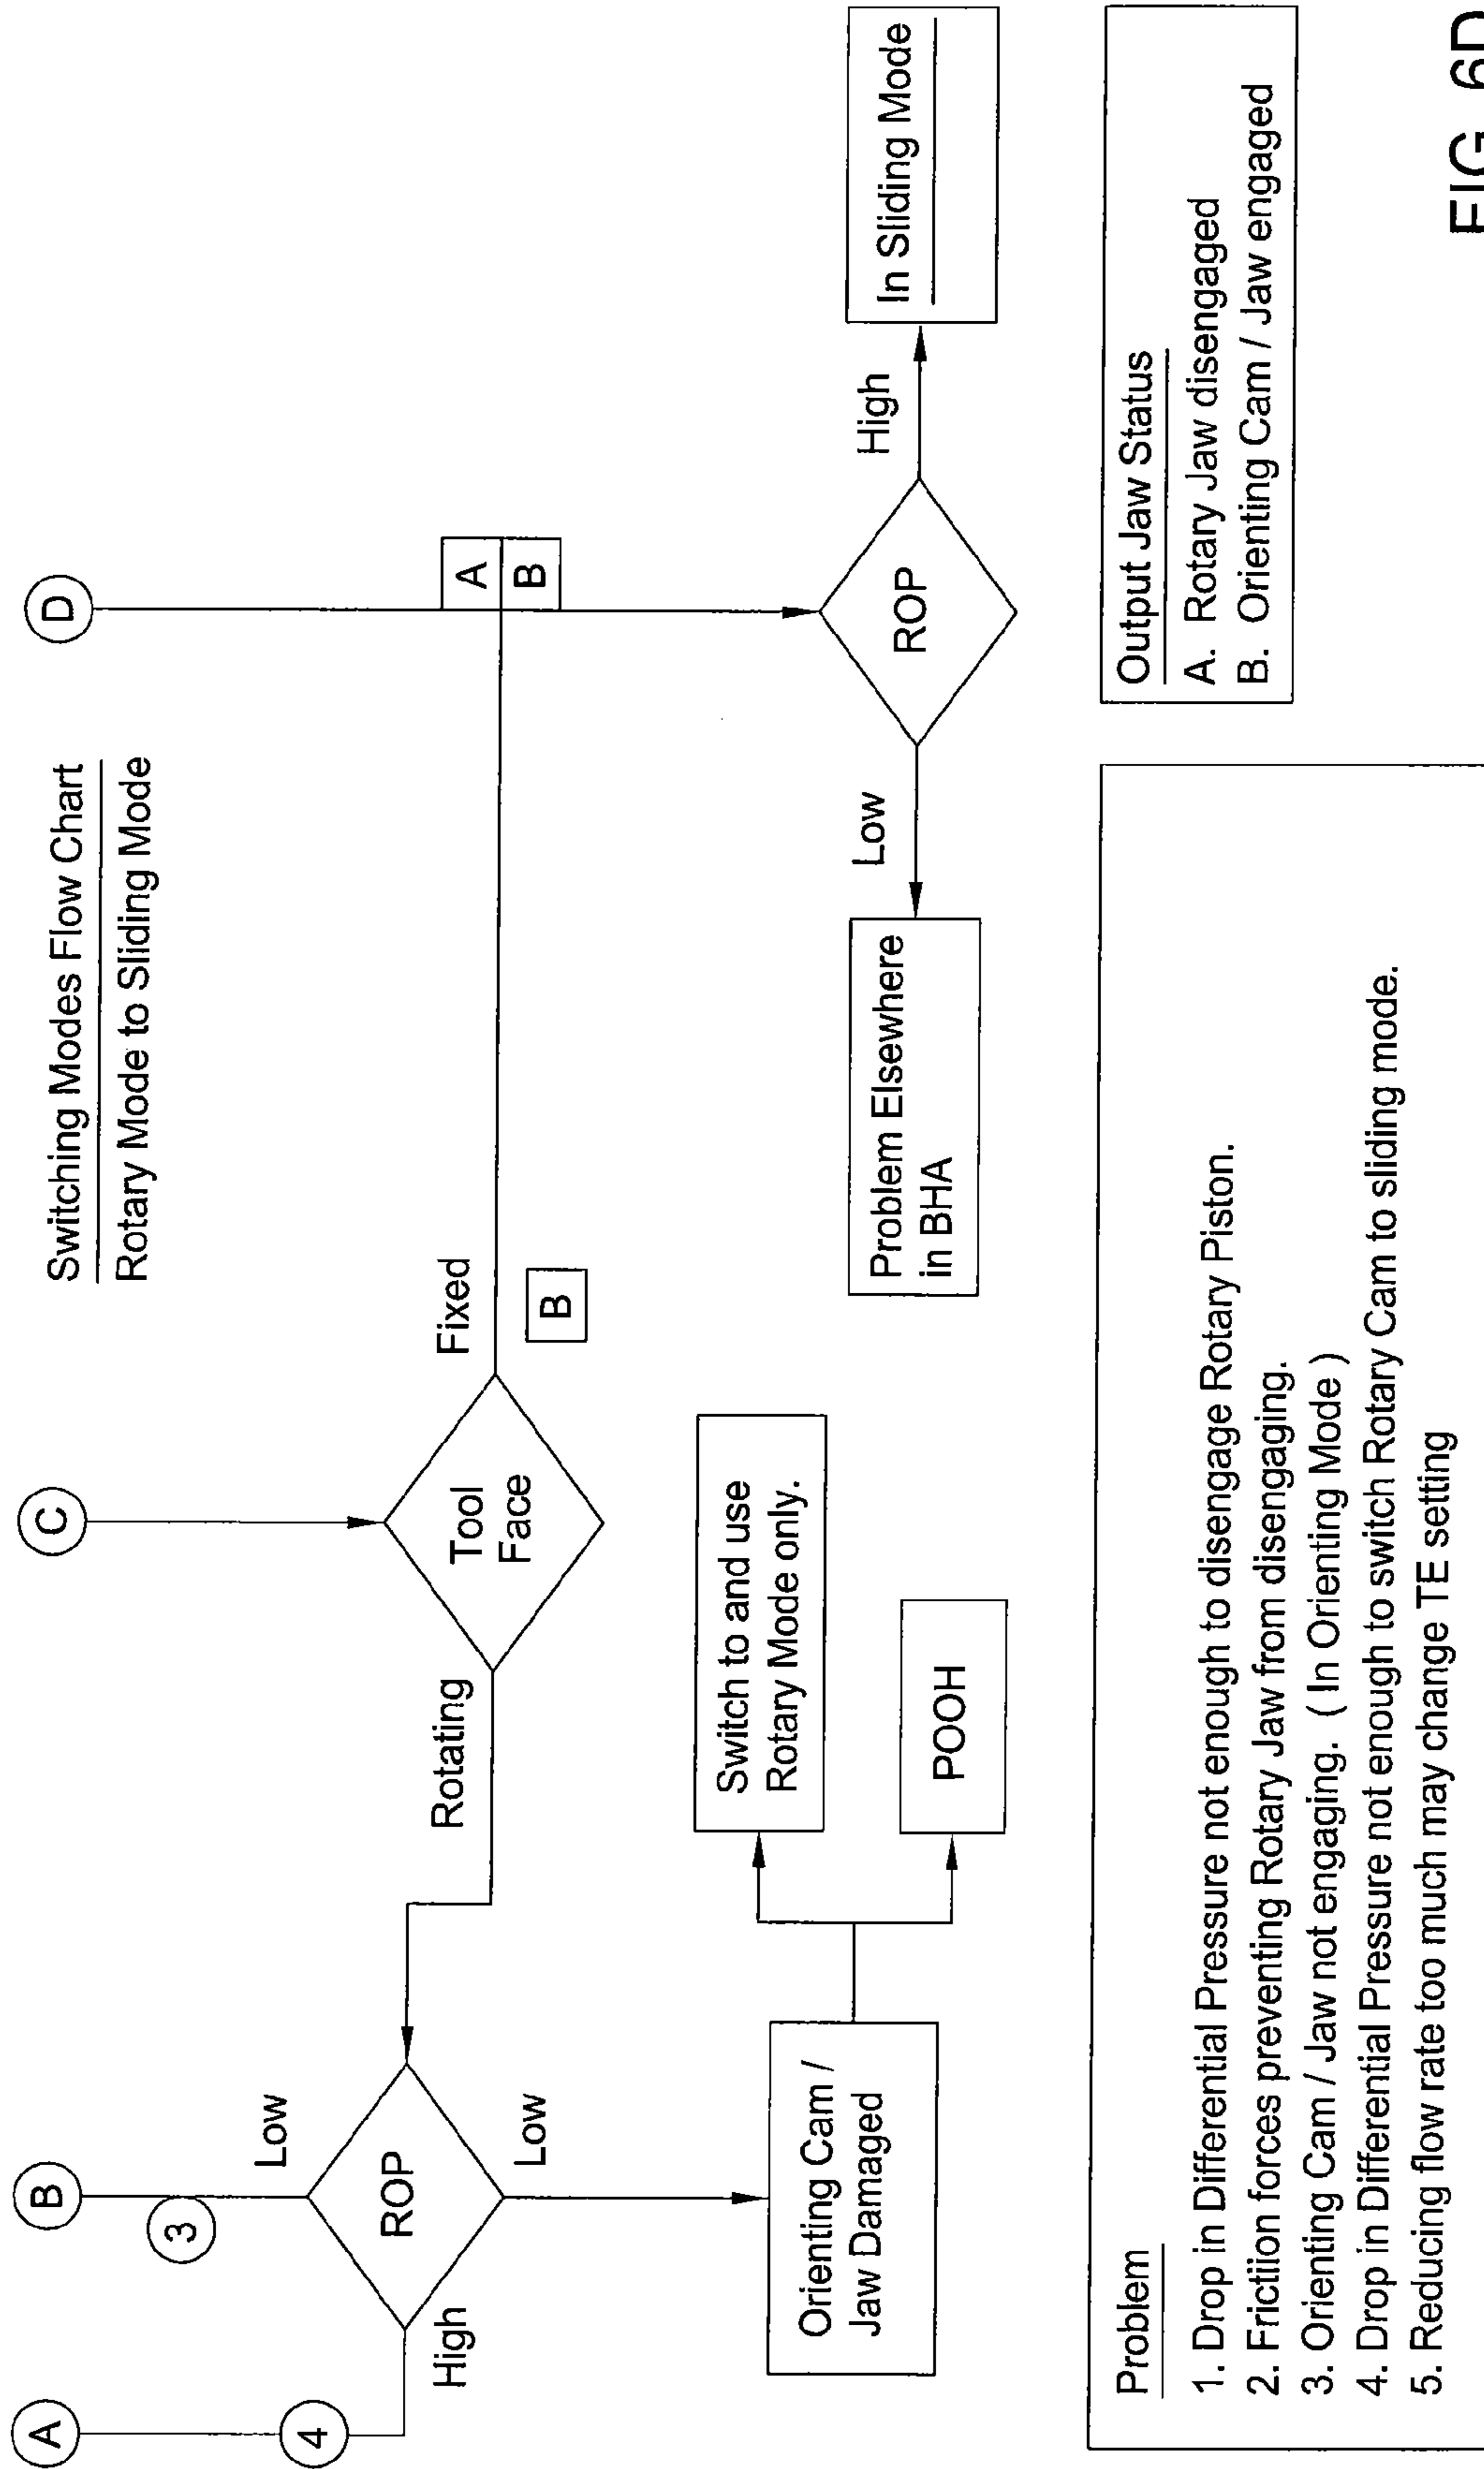 Switching Modes Flow Chart
Rotary Mode to Sliding Mode
A
B
C
D
4
3
High
Low
ROP
Low
Rotating
Tool
Face
Fixed
B
A
B
Orienting Cam /
Jaw Damaged
Switch to and use
Rotary Mode only.
POOH
Problem Elsewhere
in BHA
Low
ROP
High
In Sliding Mode
Problem
1. Drop in Differential Pressure not enough to disengage Rotary Piston.
2. Frictiion forces preventing Rotary Jaw from disengaging.
3. Orienting Cam / Jaw not engaging. ( In Orienting Mode )
4. Drop in Differential Pressure not enough to switch Rotary Cam to sliding mode.
5. Reducing flow rate too much may change TE setting
Output Jaw Status
A. Rotary Jaw disengaged
B. Orienting Cam / Jaw engaged
FIG. 6D